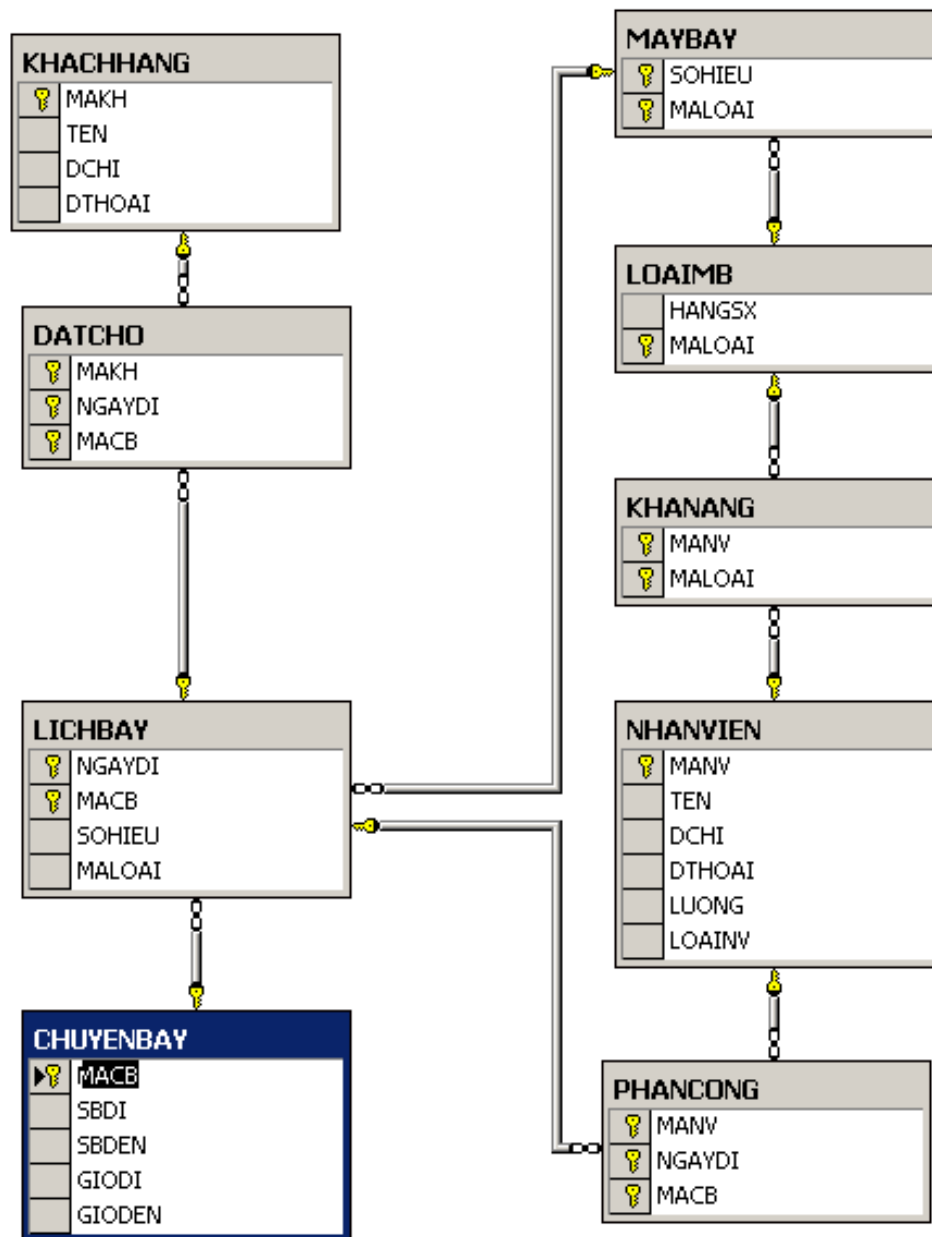 KHACHHANG
MAKH
TEN
DCHI
DTHOAI
DATCHO
MAKH
NGAYDI
MACB
LICHBAY
NGAYDI
MACB
SOHIEU
MALOAI
CHUYENBAY
MACB
SBDI
SBDEN
GIODI
GIODEN
MAYBAY
SOHIEU
MALOAI
LOAIMB
HANGSX
MALOAI
KHANANG
MANV
MALOAI
NHANVIEN
MANV
TEN
DCHI
DTHOAI
LUONG
LOAINV
PHANCONG
MANV
NGAYDI
MACB